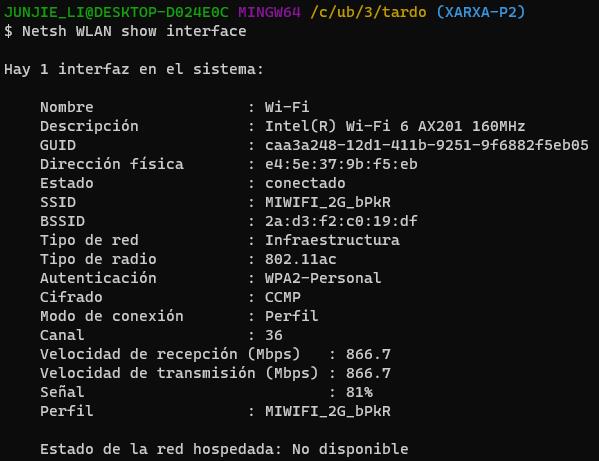 JUNJIE_LI@DESKTOP-D024E0C MINGW64 /c/ub/3/tardo (XARXA-P2)
$ Netsh WLAN show interface
Hay 1 interfaz en el sistema:
Nombre : Wi-Fi
Descripción : Intel(R) Wi-Fi 6 AX201 160MHz
GUID : caa3a248-12d1-411b-9251-9f6882f5eb05
Dirección física : e4:5e:37:9b:f5:eb
Estado : conectado
SSID : MIWIFI_2G_bPkR
BSSID : 2a:d3:f2:c0:19:df
Tipo de red : Infraestructura
Tipo de radio : 802.11ac
Autenticación : WPA2-Personal
Cifrado : CCMP
Modo de conexión : Perfil
Canal : 36
Velocidad de recepción (Mbps) : 866.7
Velocidad de transmisión (Mbps) : 866.7
Señal : 81%
Perfil : MIWIFI_2G_bPkR
Estado de la red hospedada: No disponible